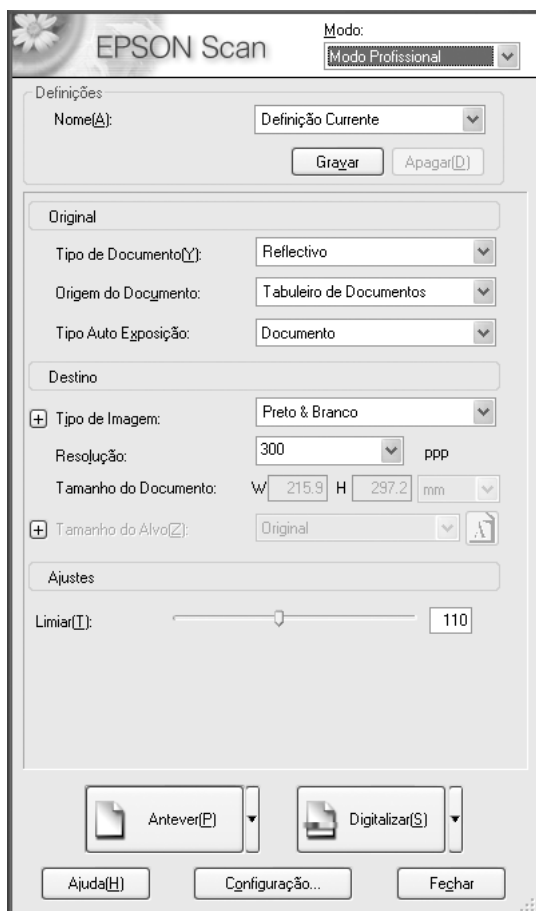 EPSON Scan
Modo:
Modo Profissional
Definições
Nome(A): Definição Currente
Gravar Apagar(D)
Original
Tipo de Documento(Y): Reflectivo
Origem do Documento: Tabuleiro de Documentos
Tipo Auto Exposição: Documento
Destino
Tipo de Imagem: Preto & Branco
Resolução: 300 ppp
Tamanho do Documento: W 215.9 H 297.2 mm
Tamanho do Alvo(Z): Original
Ajustes
Limiar(T): 110
Antever(P) Digitalizar(S)
Ajuda(H) Configuração... Fechar